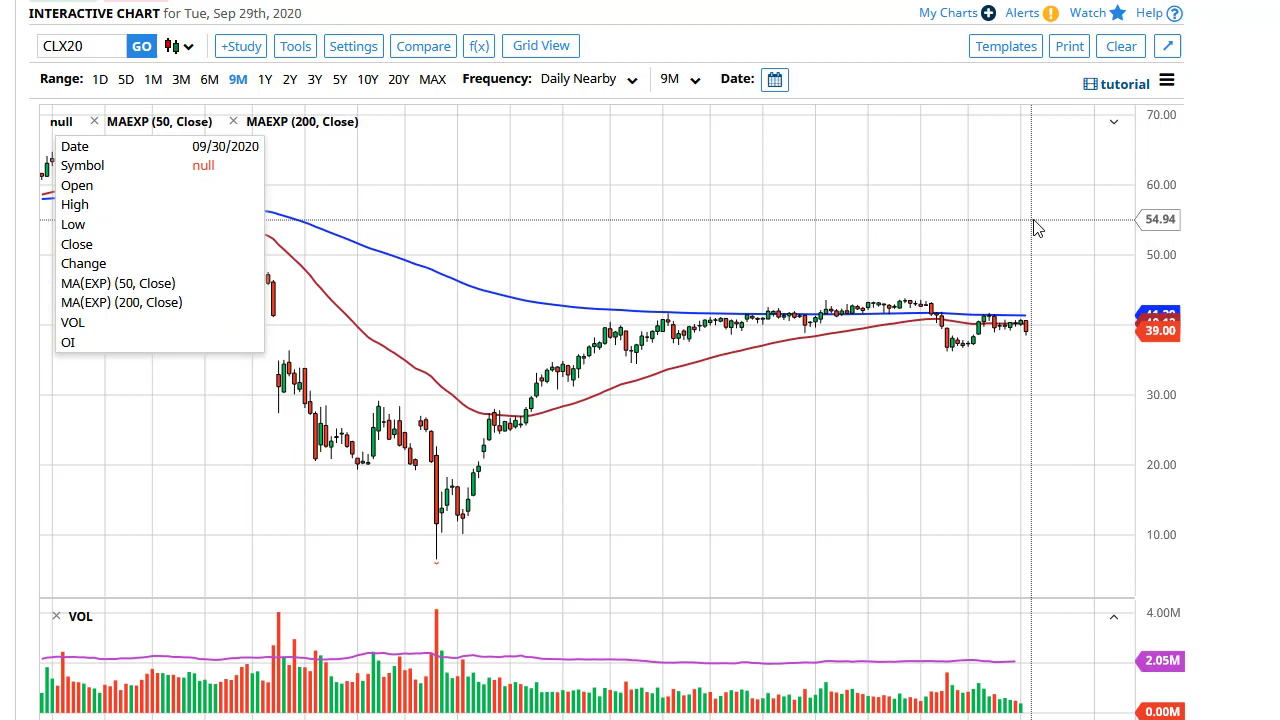 INTERACTIVE CHART for Tue, Sep 29th, 2020
My Charts Alerts Watch Help
CLX20 GO +Study Tools Settings Compare f(x) Grid View Templates Print Clear
Range: 1D 5D 1M 3M 6M 9M 1Y 2Y 3Y 5Y 10Y 20Y MAX Frequency: Daily Nearby 9M Date:
tutorial
null MAEXP (50, Close) MAEXP (200, Close)
Date 09/30/2020
Symbol null
Open
High
Low
Close
Change
MA(EXP) (50, Close)
MA(EXP) (200, Close)
VOL
OI
70.00
60.00
54.94
50.00
39.00
30.00
20.00
10.00
VOL
4.00M
2.05M
0.00M